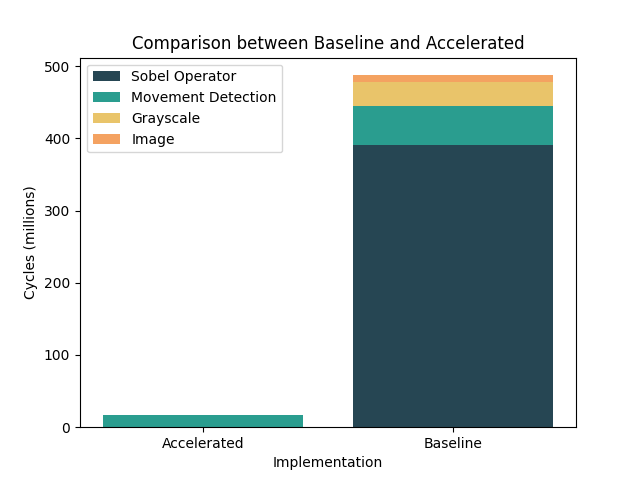 Comparison between Baseline and Accelerated
Sobel Operator
Movement Detection
Grayscale
Image
500
400
300
200
100
0
Cycles (millions)
Accelerated
Baseline
Implementation